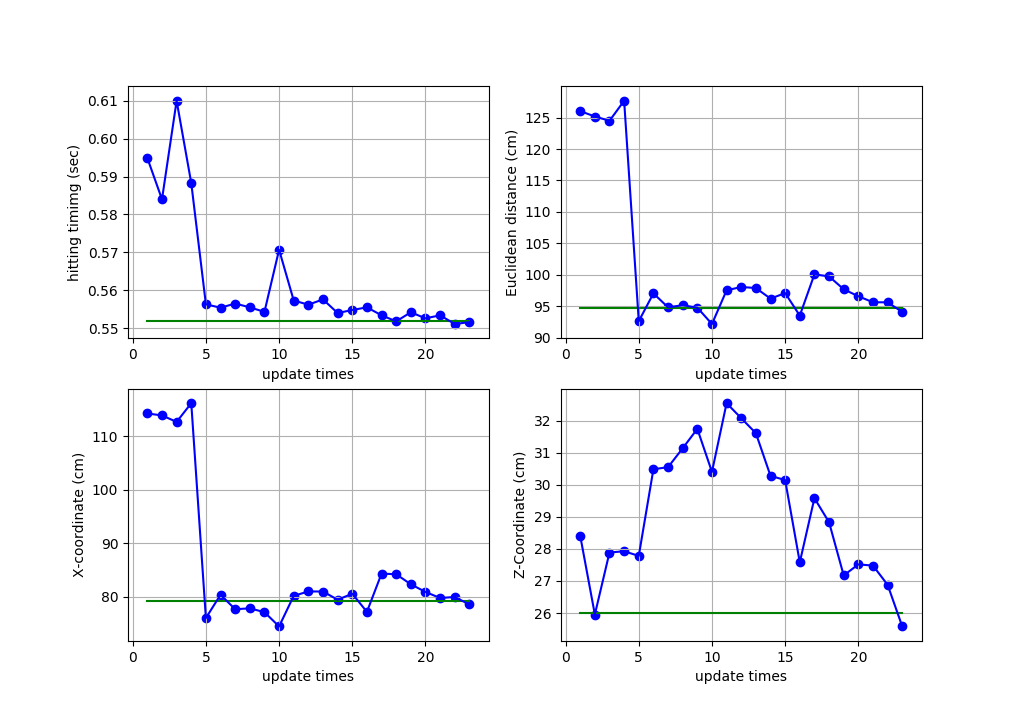 0.61
0.60
0.59
0.58
0.57
0.56
0.55
hitting timimg (sec)
0 5 10 15 20
update times
125
120
115
110
105
100
95
90
Euclidean distance (cm)
0 5 10 15 20
update times
110
100
90
80
X-coordinate (cm)
0 5 10 15 20
update times
32
31
30
29
28
27
26
Z-Coordinate (cm)
0 5 10 15 20
update times